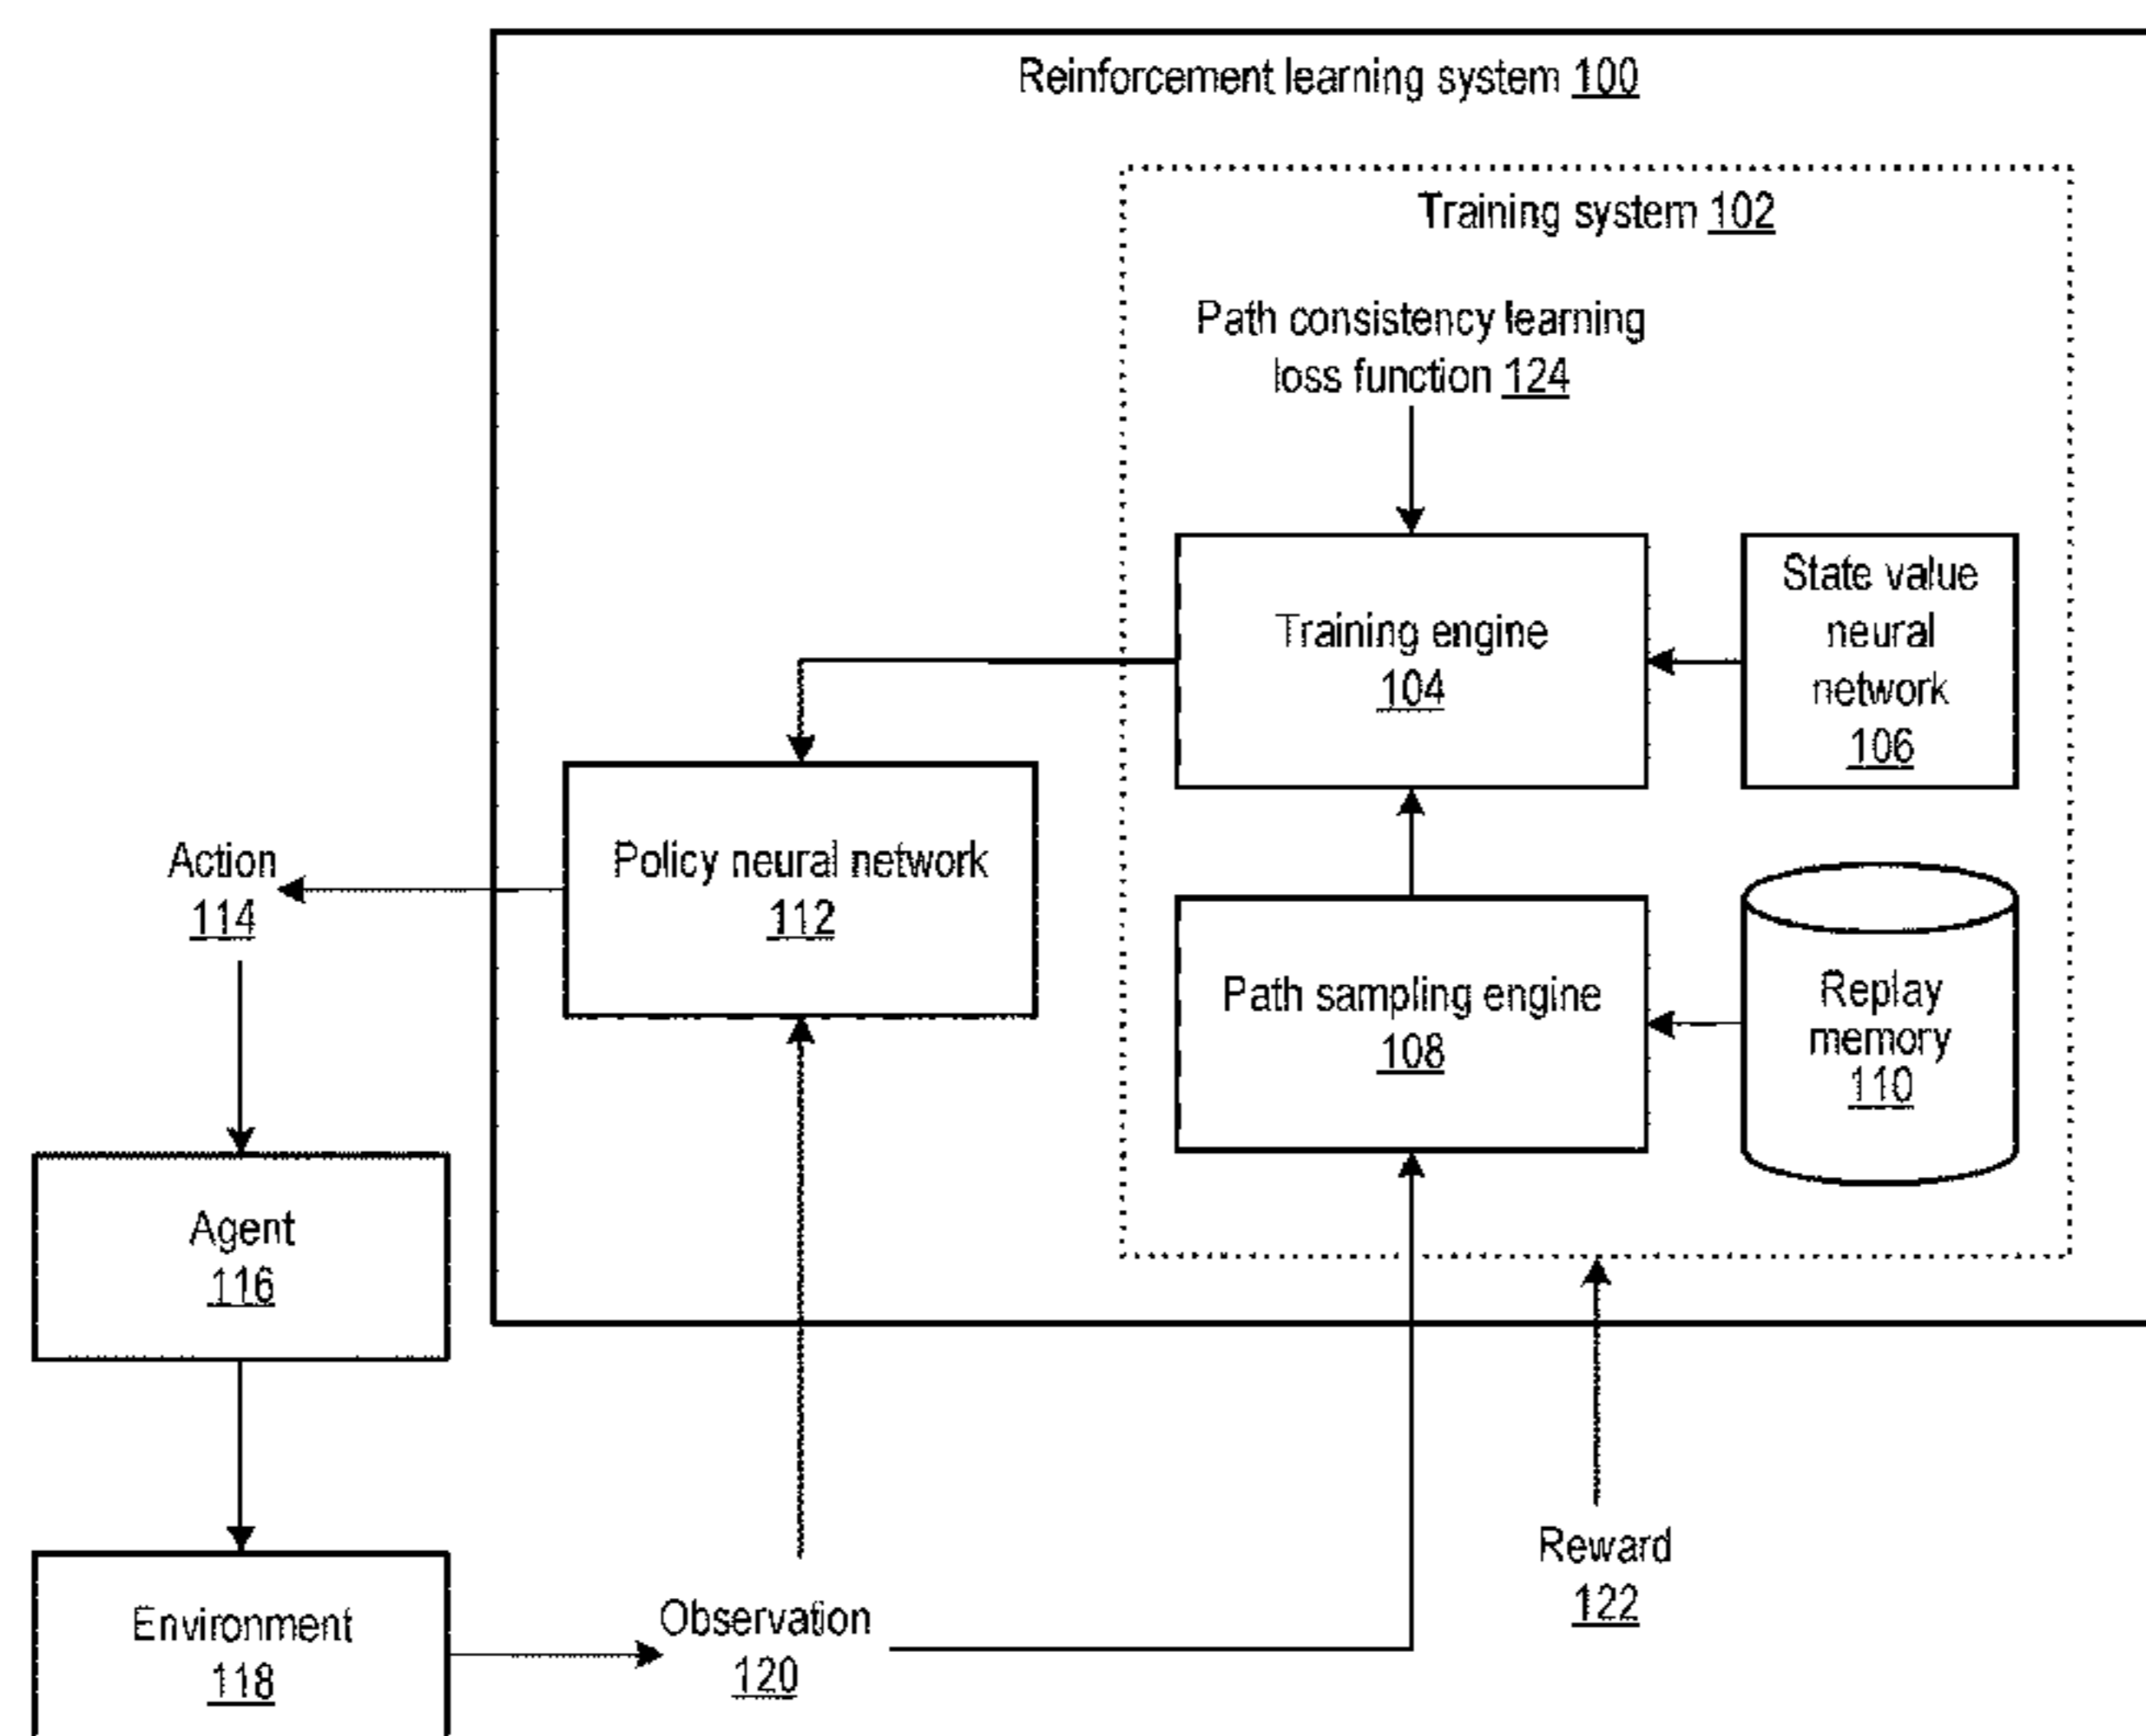 Reinforcement learning system 100
Training system 102
Path consistency learning
loss function 124
Training engine
104
State value
neural
network
106
Policy neural network
112
Action
114
Path sampling engine
108
Replay
memory
110
Agent
116
Reward
122
Environment
118
Observation
120